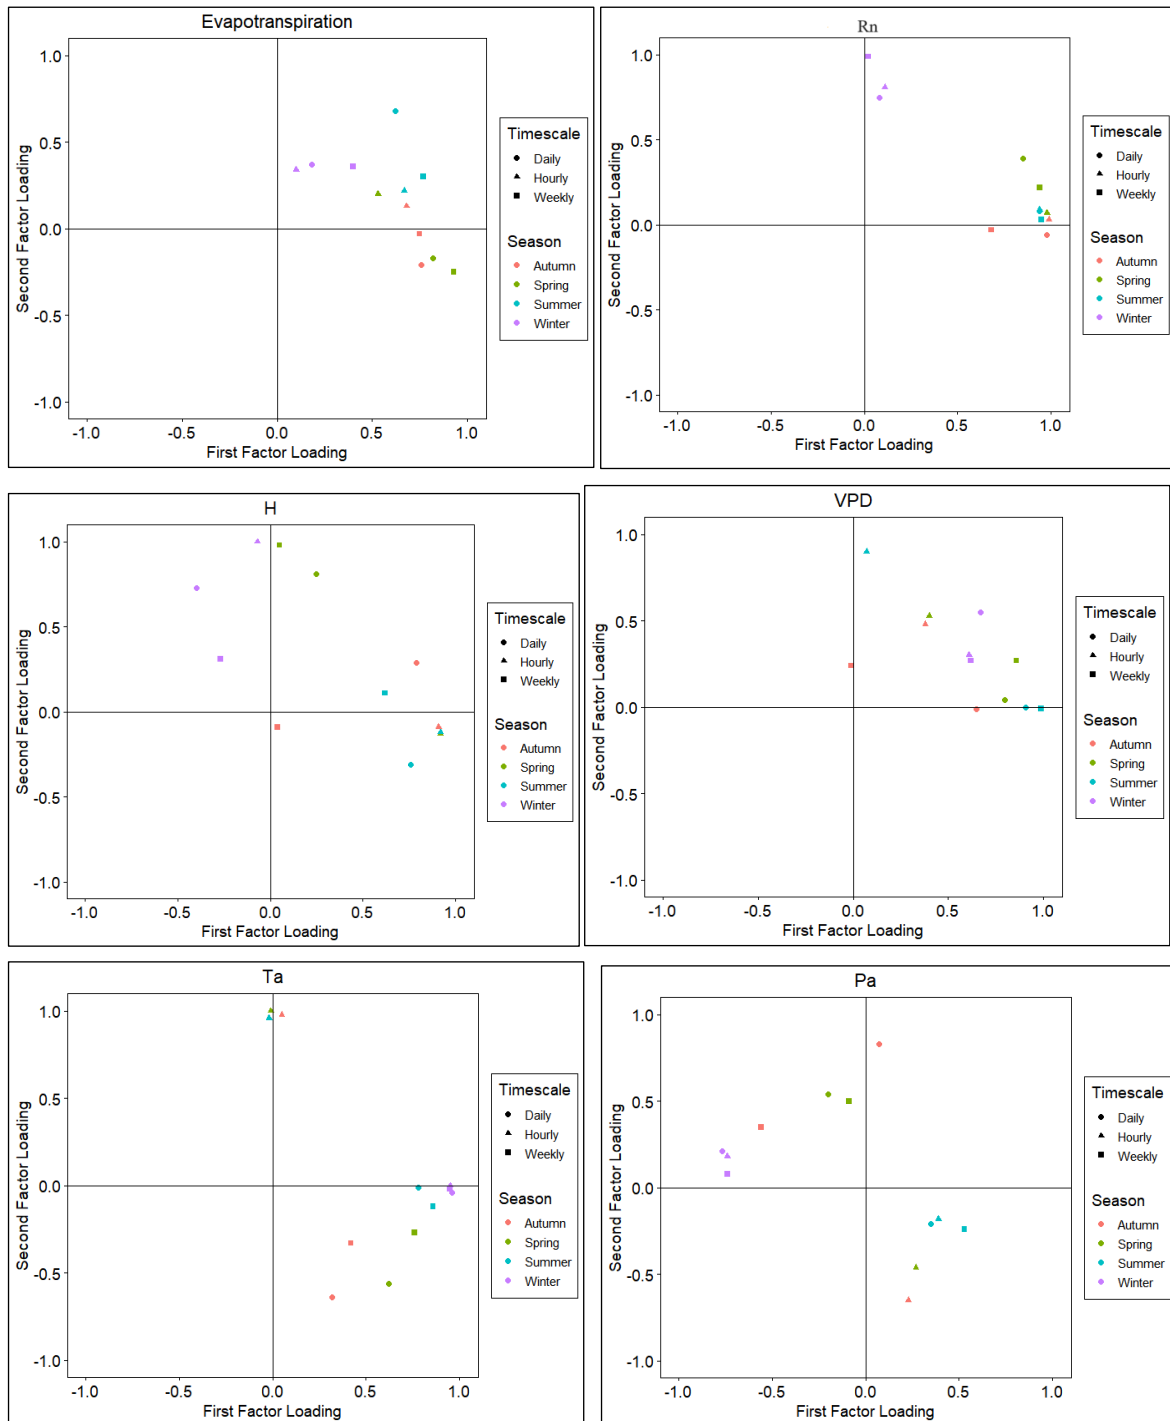 Evapotranspiration
1.0
0.5
0.0
-0.5
-1.0
Second Factor Loading
-1.0 -0.5 0.0 0.5 1.0
First Factor Loading
Timescale
Daily
Hourly
Weekly
Season
Autumn
Spring
Summer
Winter
Rn
1.0
0.5
0.0
-0.5
-1.0
Second Factor Loading
-1.0 -0.5 0.0 0.5 1.0
First Factor Loading
Timescale
Daily
Hourly
Weekly
Season
Autumn
Spring
Summer
Winter
H
1.0
0.5
0.0
-0.5
-1.0
Second Factor Loading
-1.0 -0.5 0.0 0.5 1.0
First Factor Loading
Timescale
Daily
Hourly
Weekly
Season
Autumn
Spring
Summer
Winter
VPD
1.0
0.5
0.0
-0.5
-1.0
Second Factor Loading
-1.0 -0.5 0.0 0.5 1.0
First Factor Loading
Timescale
Daily
Hourly
Weekly
Season
Autumn
Spring
Summer
Winter
Ta
1.0
0.5
0.0
-0.5
-1.0
Second Factor Loading
-1.0 -0.5 0.0 0.5 1.0
First Factor Loading
Timescale
Daily
Hourly
Weekly
Season
Autumn
Spring
Summer
Winter
Pa
1.0
0.5
0.0
-0.5
-1.0
Second Factor Loading
-1.0 -0.5 0.0 0.5 1.0
First Factor Loading
Timescale
Daily
Hourly
Weekly
Season
Autumn
Spring
Summer
Winter